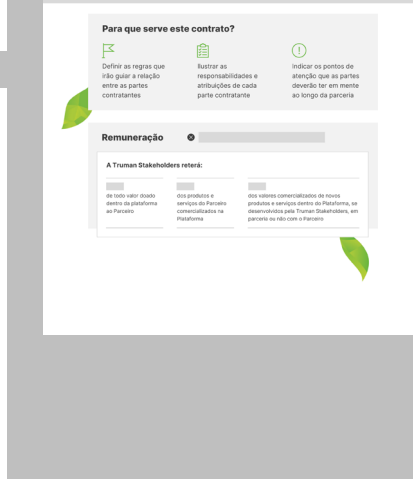 Para que serve este contrato?
Definir as regras que
irão guiar a relação
entre as partes
contratantes
Ilustrar as
responsabilidades e
atribuições de cada
parte contratante
Indicar os pontos de
atenção que as partes
deverão ter em mente
ao longo da parceria
Remuneração
A Truman Stakeholders reterá:
de todo valor doado
dentro da plataforma
ao Parceiro
dos produtos e
serviços do Parceiro
comercializados na
Plataforma
dos valares comercializados de novos
produtos e serviços dentro do Plataforma, se
desenvolvidos pela Truman Stakeholders, em
parceria ou não com o Parceiro